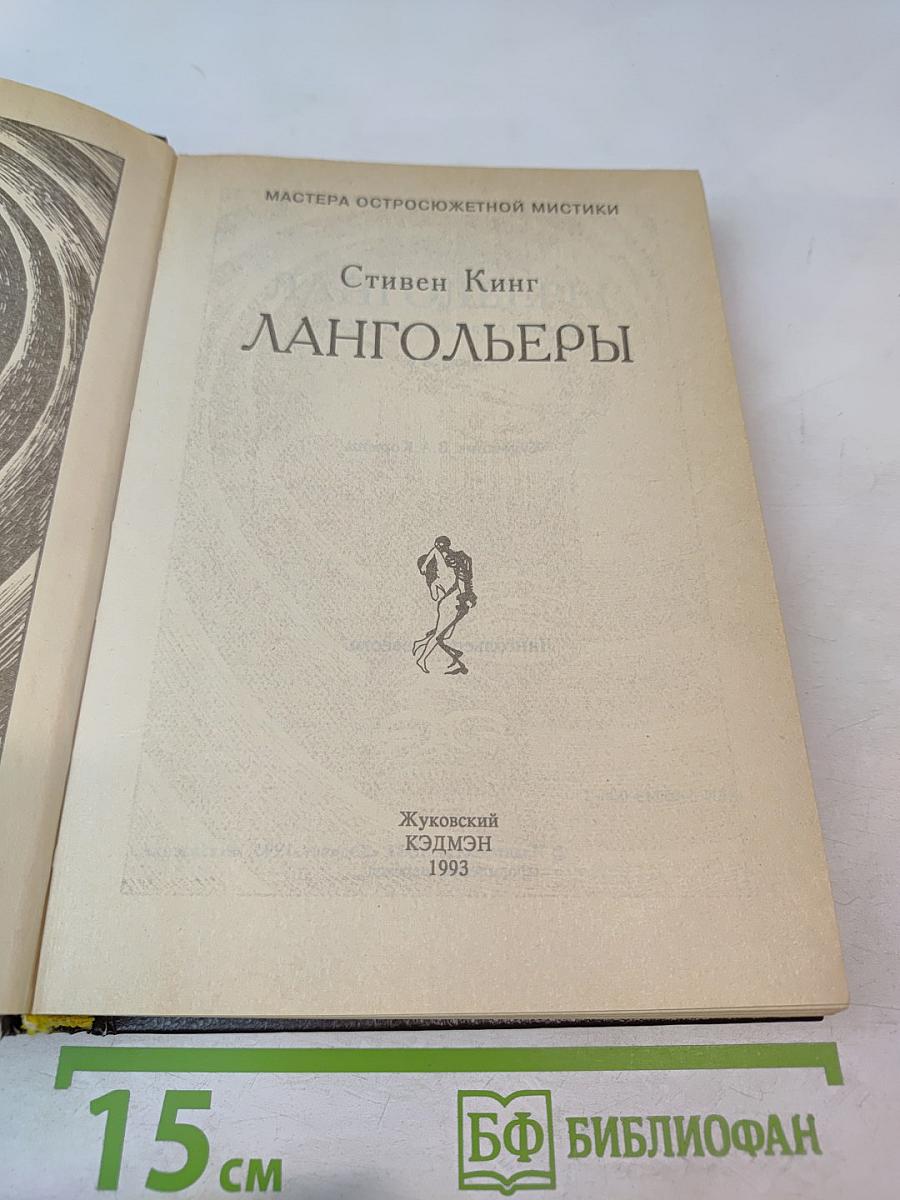 МАСТЕРА ОСТРОСЮЖЕТНОЙ МИСТИКИ
Стивен Кинг
ЛАНГОЛЬЕРЫ
Жуковский
КЭДМЭН
1993
15 см
БФ БИБЛИОФАН